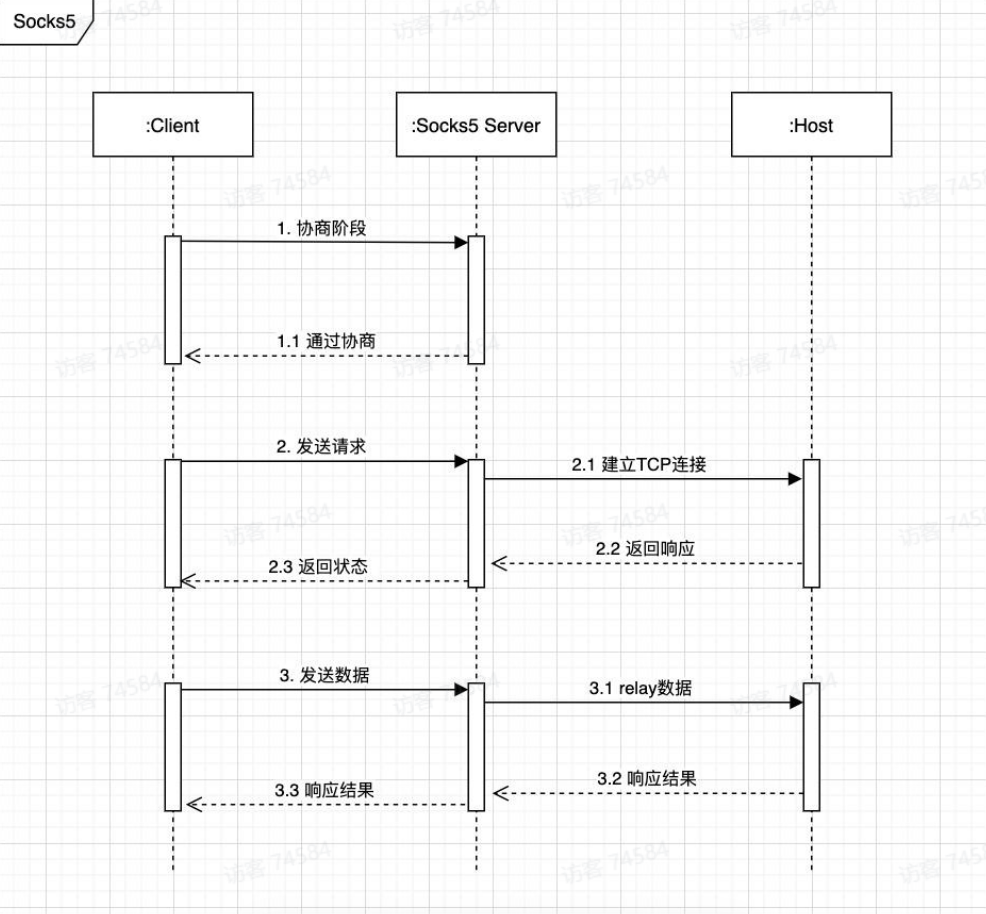 Socks5
:Client
:Socks5 Server
:Host
1. 协商阶段
1.1 通过协商
2. 发送请求
2.1 建立TCP连接
2.2 返回响应
2.3 返回状态
3. 发送数据
3.1 relay数据
3.2 响应结果
3.3 响应结果
访客 74584